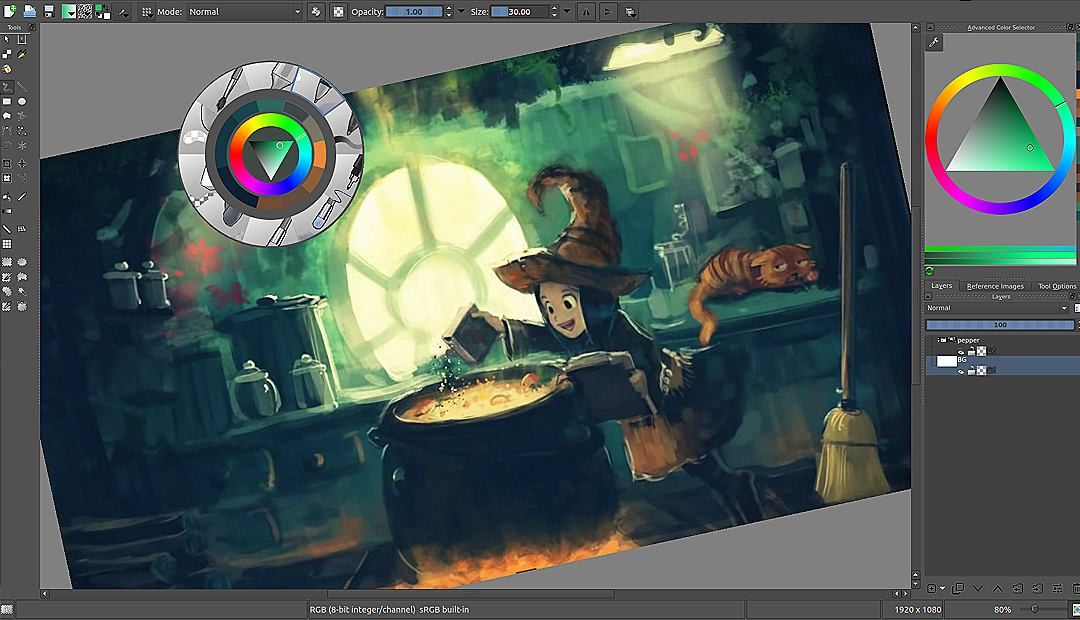 Mode: Normal Opacity: 1.00 Size: 30.00
Tools
Advanced Color Selector
Layers Reference Images Tool Options
Layers
Normal
100
pepper
BG
RGB (8-bit integer/channel) sRGB built-in 1920 x 1080 80%